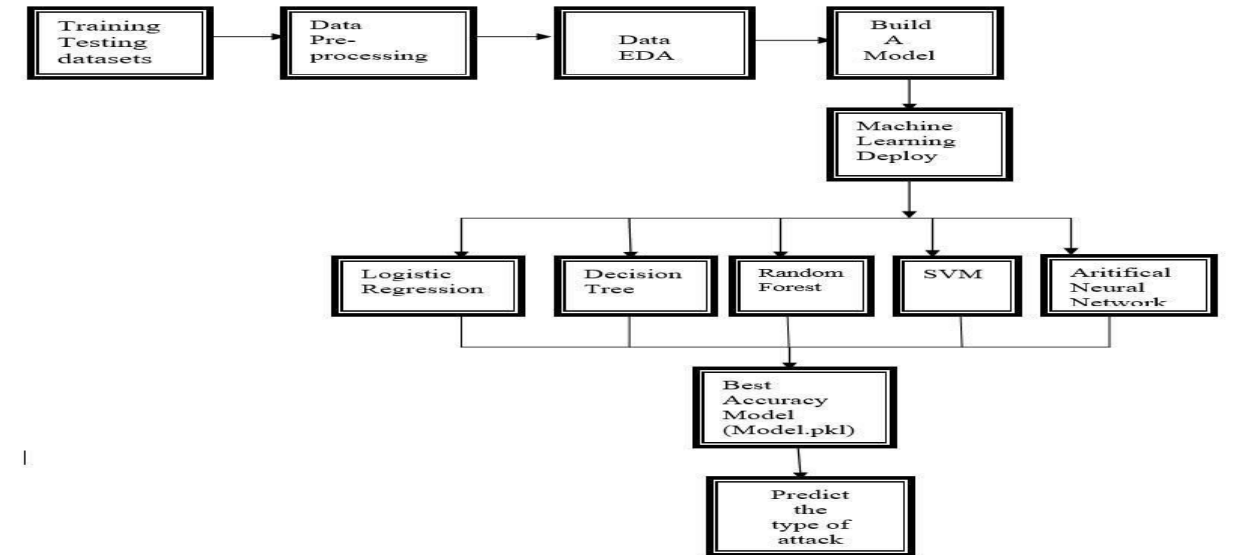 Training
Testing
datasets
Data
Pre-
processing
Data
EDA
Build
A
Model
Machine
Learning
Deploy
Logistic
Regression
Decision
Tree
Random
Forest
SVM
Aritifical
Neural
Network
Best
Accuracy
Model
(Model.pkl)
Predict
the
type of
attack